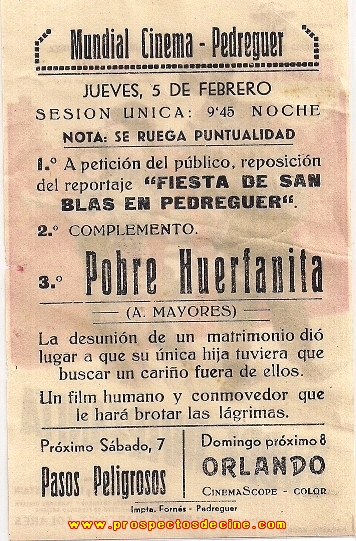 Mundial Cinema - Pedreguer
JUEVES, 5 DE FEBRERO
SESION UNICA: 9'45 NOCHE
NOTA: SE RUEGA PUNTUALIDAD
1.º A petición del público, reposición
del reportaje "FIESTA DE SAN
BLAS EN PEDREGUER".
2.º COMPLEMENTO.
3.º Pobre Huerfanita
(A. MAYORES)
La desunión de un matrimonio dió
lugar a que su única hija tuviera que
buscar un cariño fuera de ellos.
Un film humano y conmovedor que
le hará brotar las lágrimas.
Próximo Sábado, 7
Pasos Peligrosos
Domingo próximo 8
ORLANDO
CINEMASCOPE - COLOR
Impta. Fornés - Pedreguer
www.prospectosdecine.com